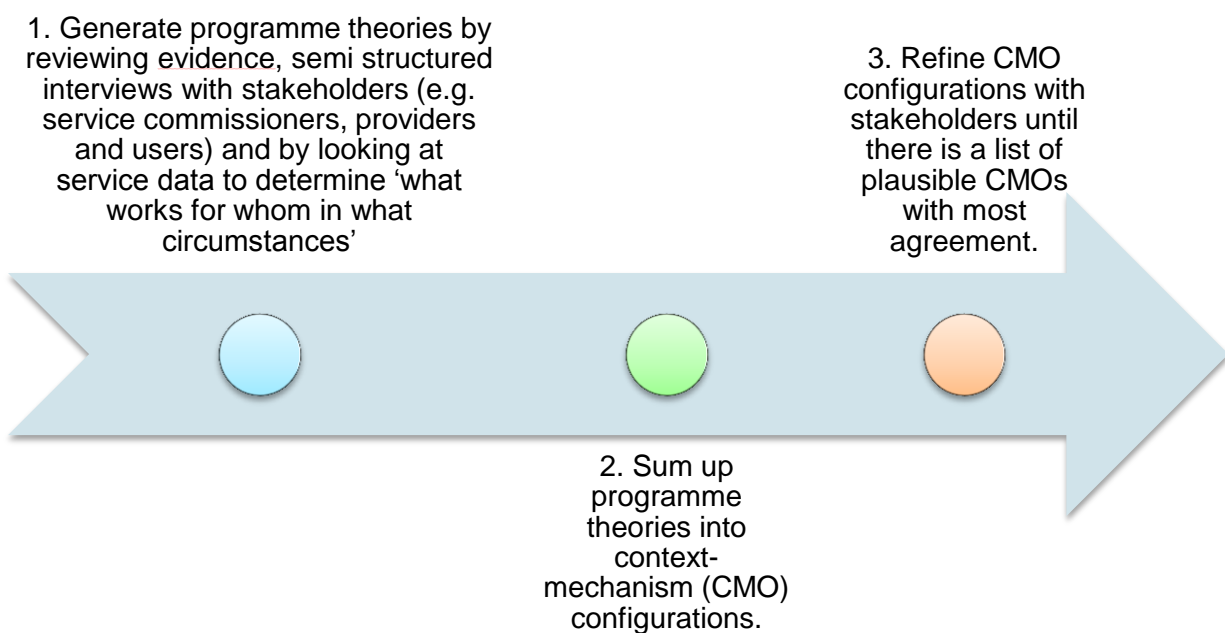 1. Generate programme theories by
reviewing evidence, semi structured
interviews with stakeholders (e.g.
service commissioners, providers
and users) and by looking at
service data to determine ‘what
works for whom in what
circumstances’
2. Sum up
programme
theories into
context-
mechanism (CMO)
configurations.
3. Refine CMO
configurations with
stakeholders until
there is a list of
plausible CMOs
with most
agreement.